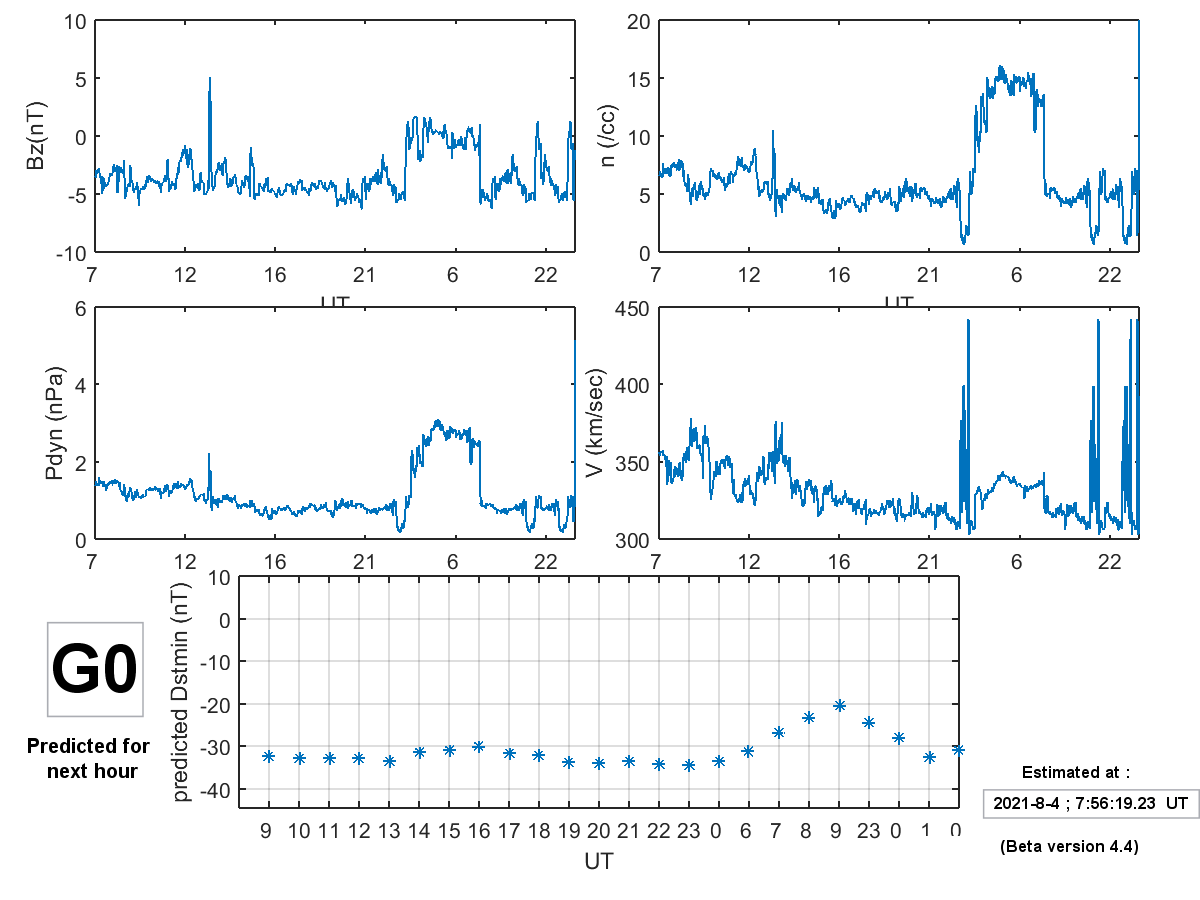 10
5
0
-5
-10
Bz(nT)
7 12 16 21 6 22
UT
20
15
10
5
0
n (/cc)
7 12 16 21 6 22
UT
6
4
2
0
Pdyn (nPa)
7 12 16 21 6 22
450
400
350
300
V (km/sec)
7 12 16 21 6 22
10
0
-10
-20
-30
-40
predicted Dstmin (nT)
9 10 11 12 13 14 15 16 17 18 19 20 21 22 23 0 6 7 8 9 23 0 1 0
UT
G0
Predicted for
next hour
Estimated at :
2021-8-4 ; 7:56:19.23 UT
(Beta version 4.4)